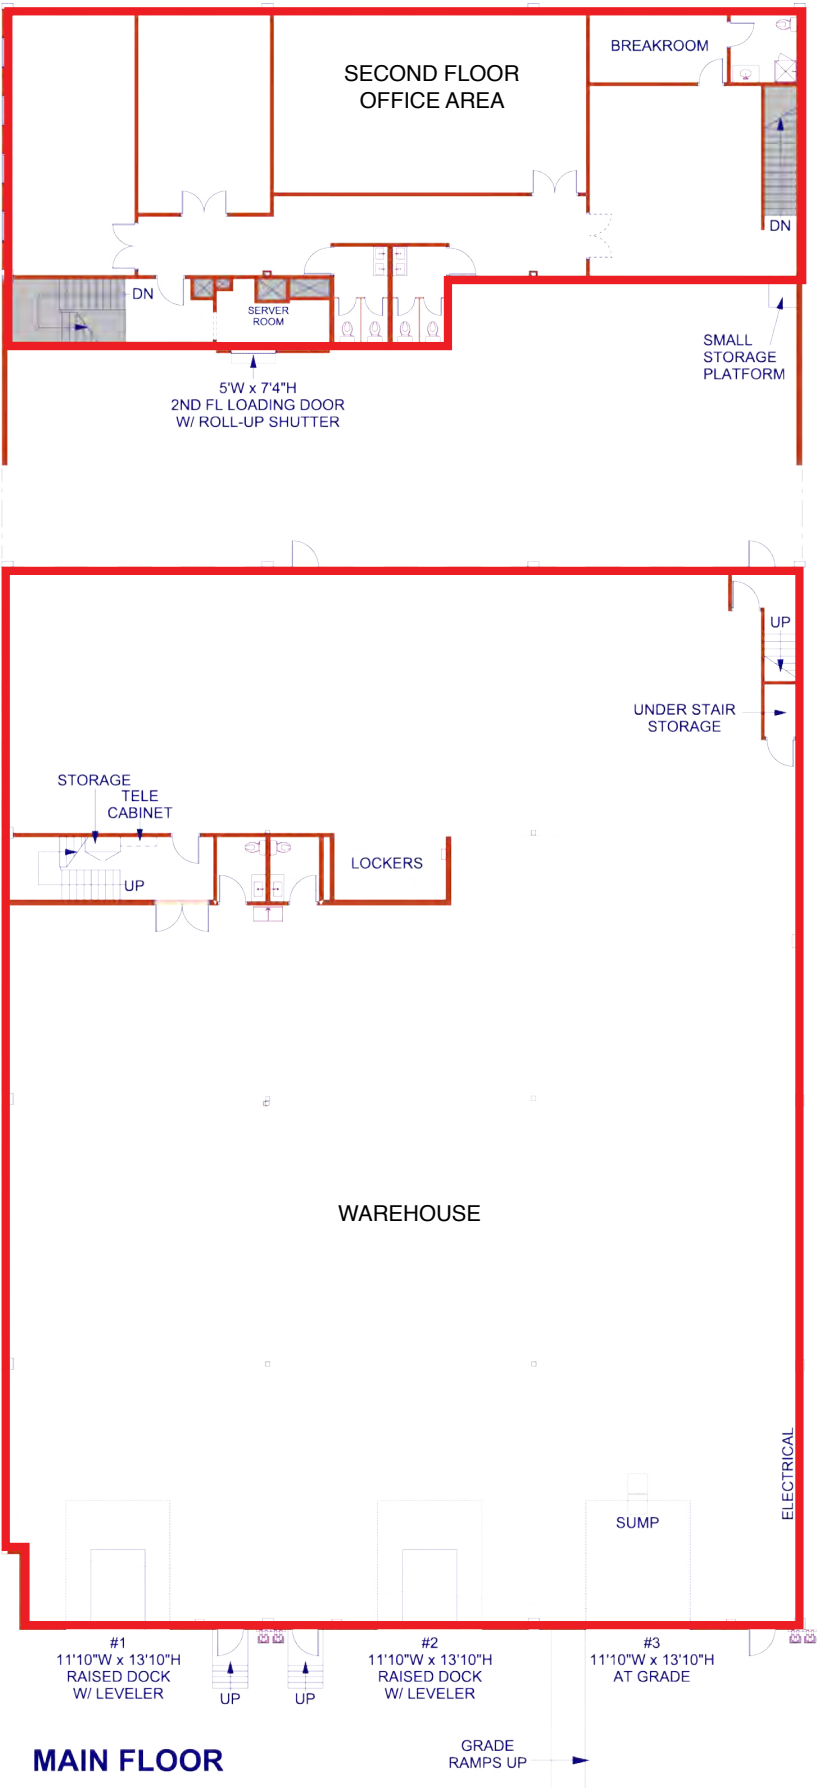 BREAKROOM
SECOND FLOOR
OFFICE AREA
DN
DN
SERVER
ROOM
SMALL
STORAGE
PLATFORM
5'W x 7'4"H
2ND FL LOADING DOOR
W/ ROLL-UP SHUTTER
UP
UNDER STAIR
STORAGE
STORAGE
TELE
CABINET
LOCKERS
UP
WAREHOUSE
ELECTRICAL
SUMP
#1
11'10"W x 13'10"H
RAISED DOCK
W/ LEVELER
UP
UP
#2
11'10"W x 13'10"H
RAISED DOCK
W/ LEVELER
#3
11'10"W x 13'10"H
AT GRADE
MAIN FLOOR
GRADE
RAMPS UP